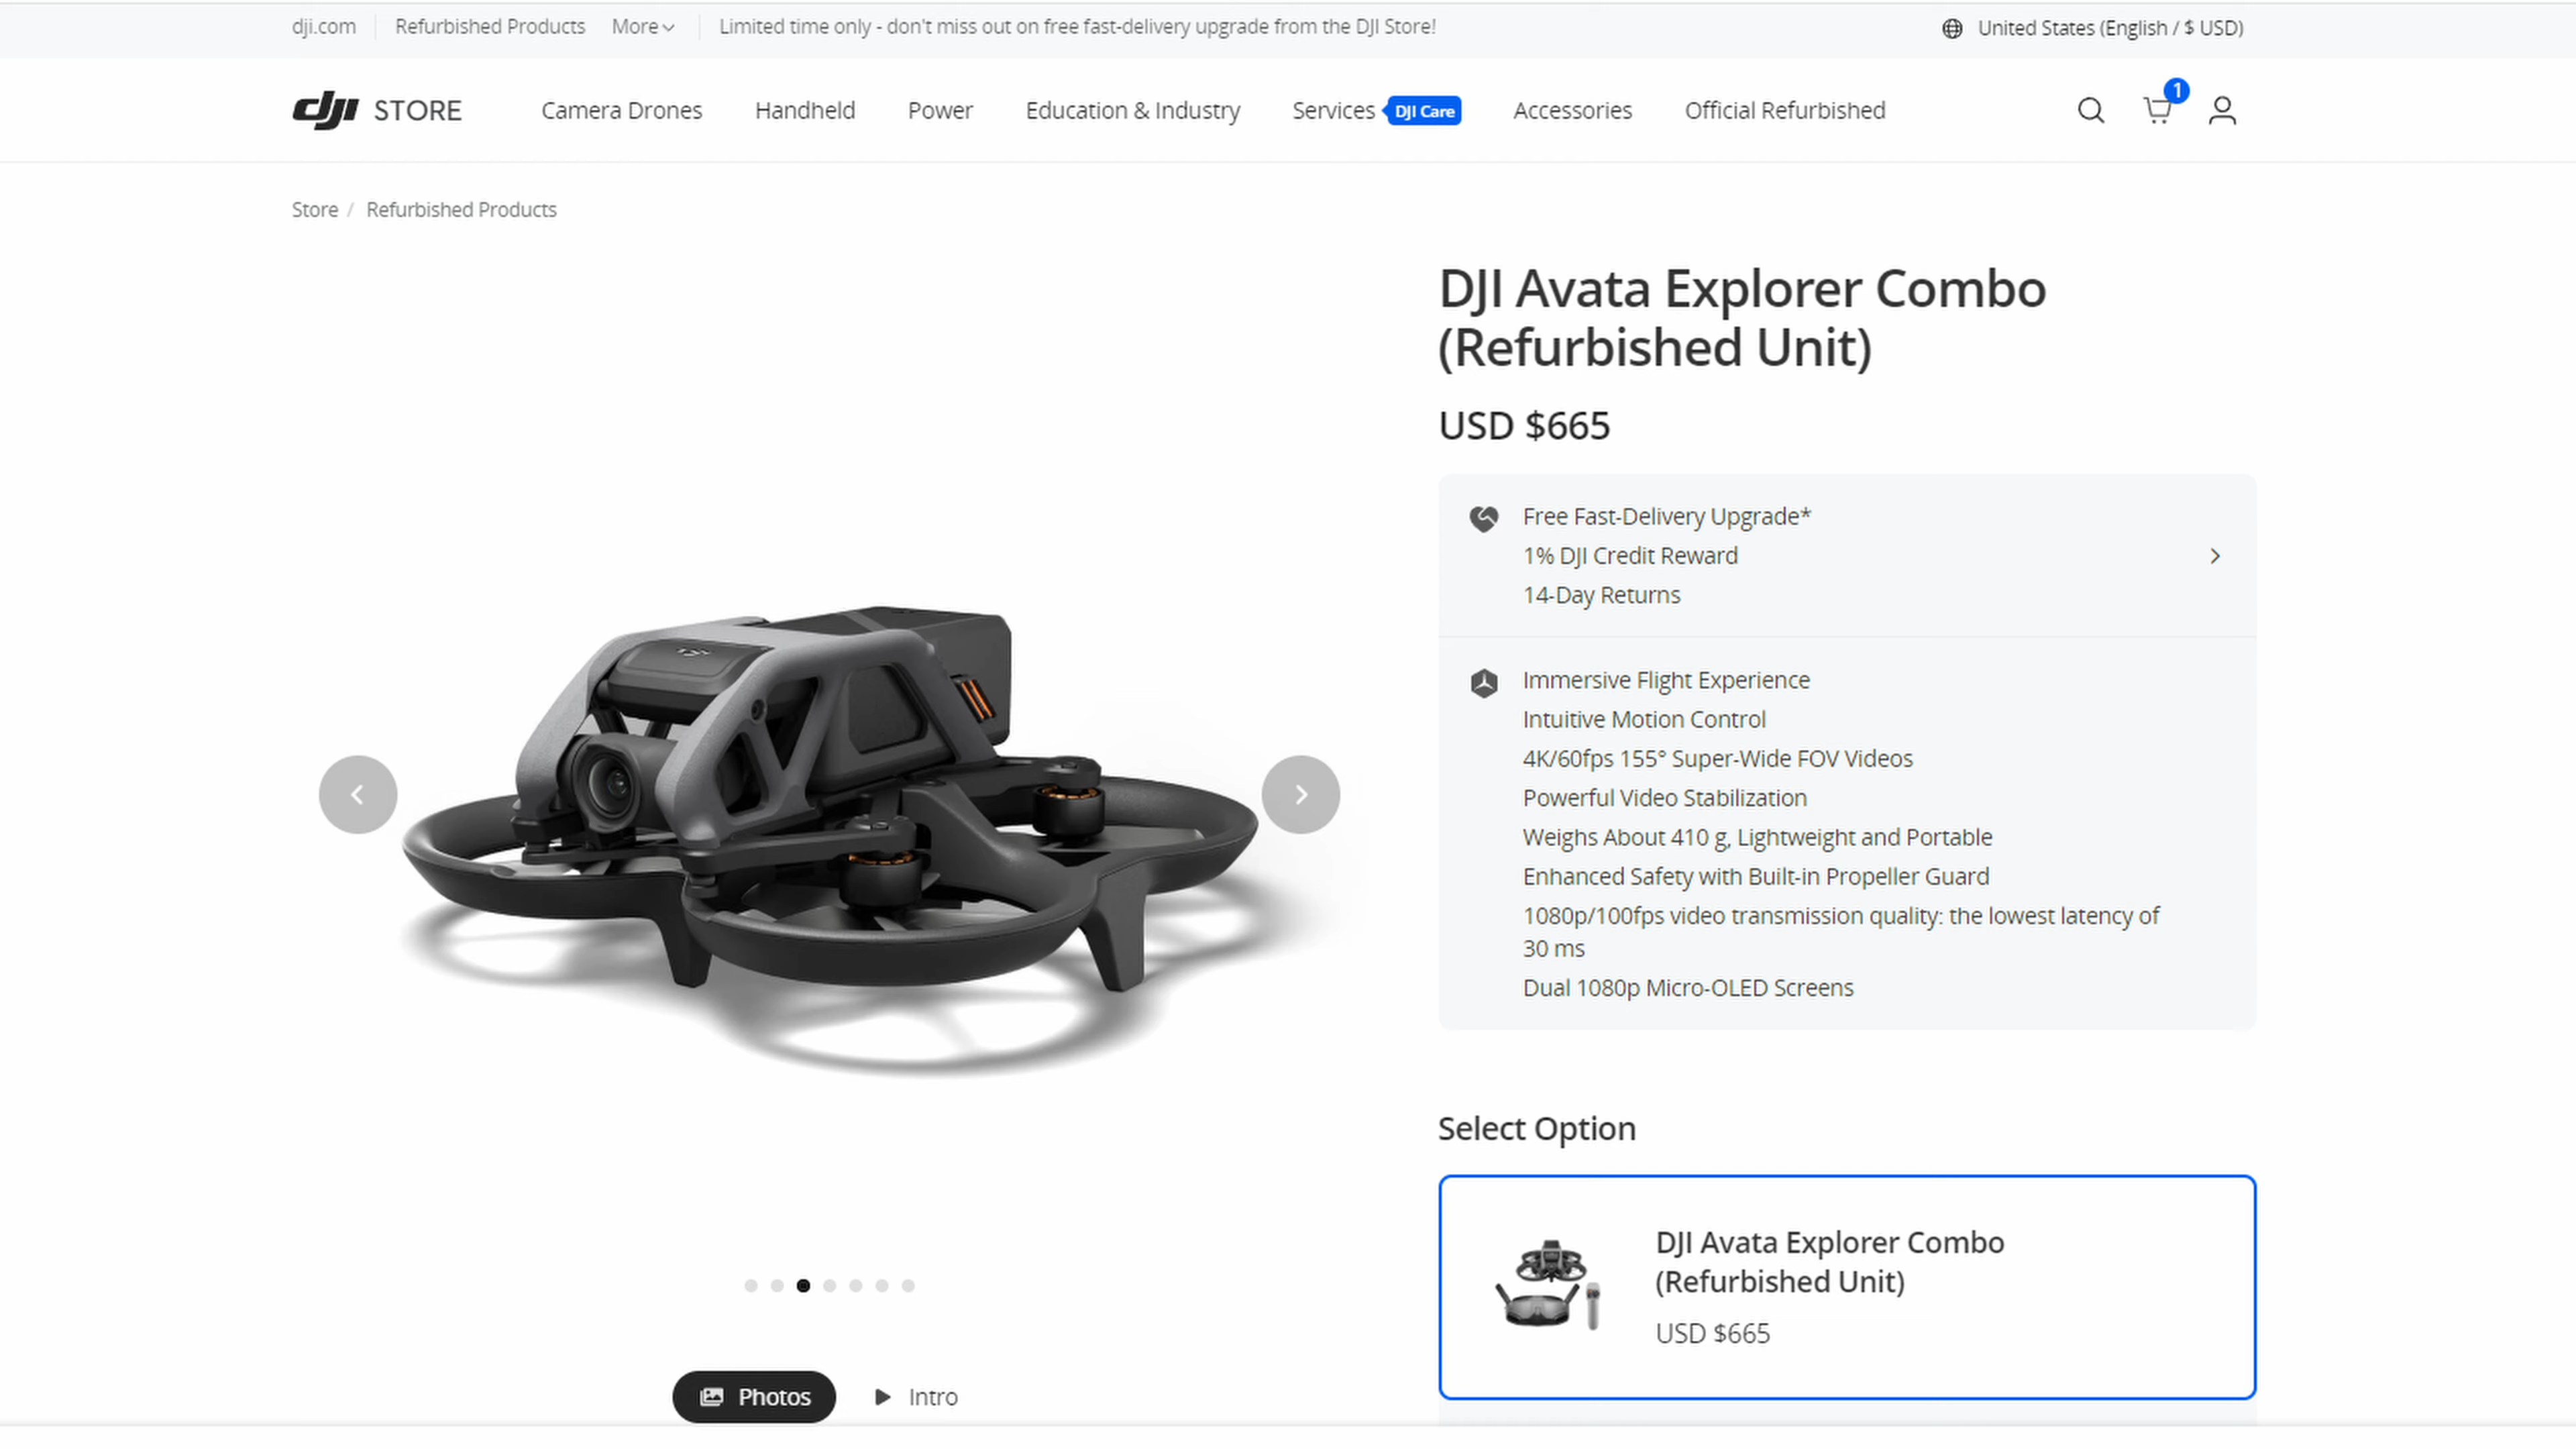 dji.com Refurbished Products More Limited time only - don't miss out on free fast-delivery upgrade from the DJI Store! United States (English / $ USD)
dji STORE Camera Drones Handheld Power Education & Industry Services DJI Care Accessories Official Refurbished 1
Store / Refurbished Products
DJI Avata Explorer Combo
(Refurbished Unit)
USD $665
Free Fast-Delivery Upgrade*
1% DJI Credit Reward
14-Day Returns
Immersive Flight Experience
Intuitive Motion Control
4K/60fps 155° Super-Wide FOV Videos
Powerful Video Stabilization
Weighs About 410 g, Lightweight and Portable
Enhanced Safety with Built-in Propeller Guard
1080p/100fps video transmission quality: the lowest latency of
30 ms
Dual 1080p Micro-OLED Screens
Select Option
DJI Avata Explorer Combo
(Refurbished Unit)
USD $665
Photos Intro